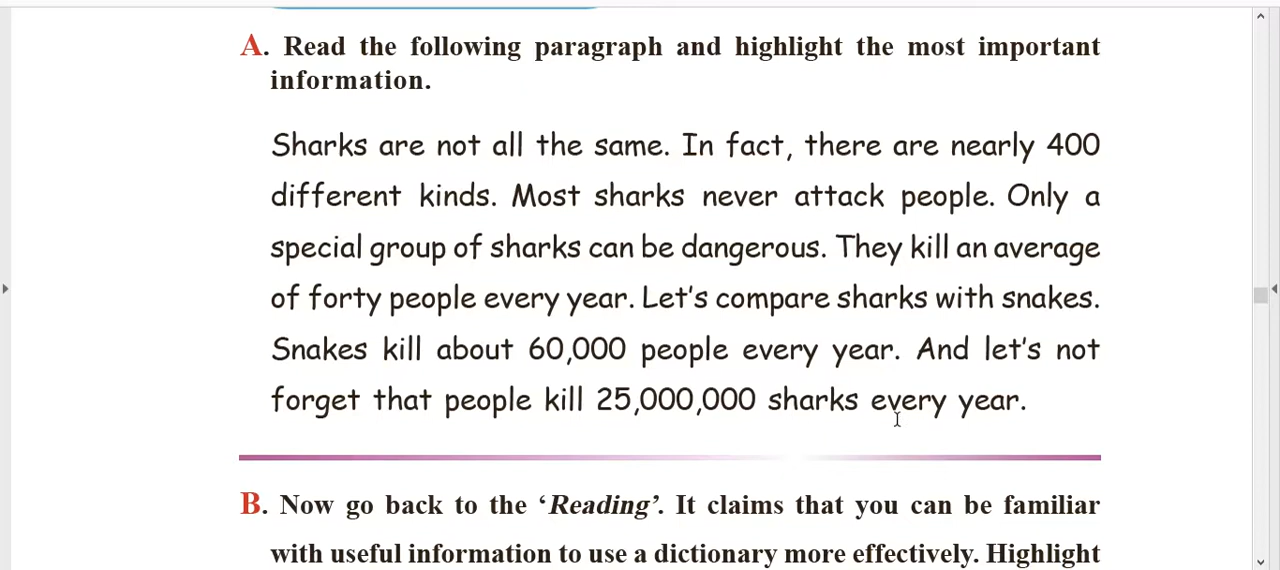 A. Read the following paragraph and highlight the most important
information.
Sharks are not all the same. In fact, there are nearly 400
different kinds. Most sharks never attack people. Only a
special group of sharks can be dangerous. They kill an average
of forty people every year. Let's compare sharks with snakes.
Snakes kill about 60,000 people every year. And let's not
forget that people kill 25,000,000 sharks every year.
B. Now go back to the ‘Reading’. It claims that you can be familiar
with useful information to use a dictionary more effectively. Highlight